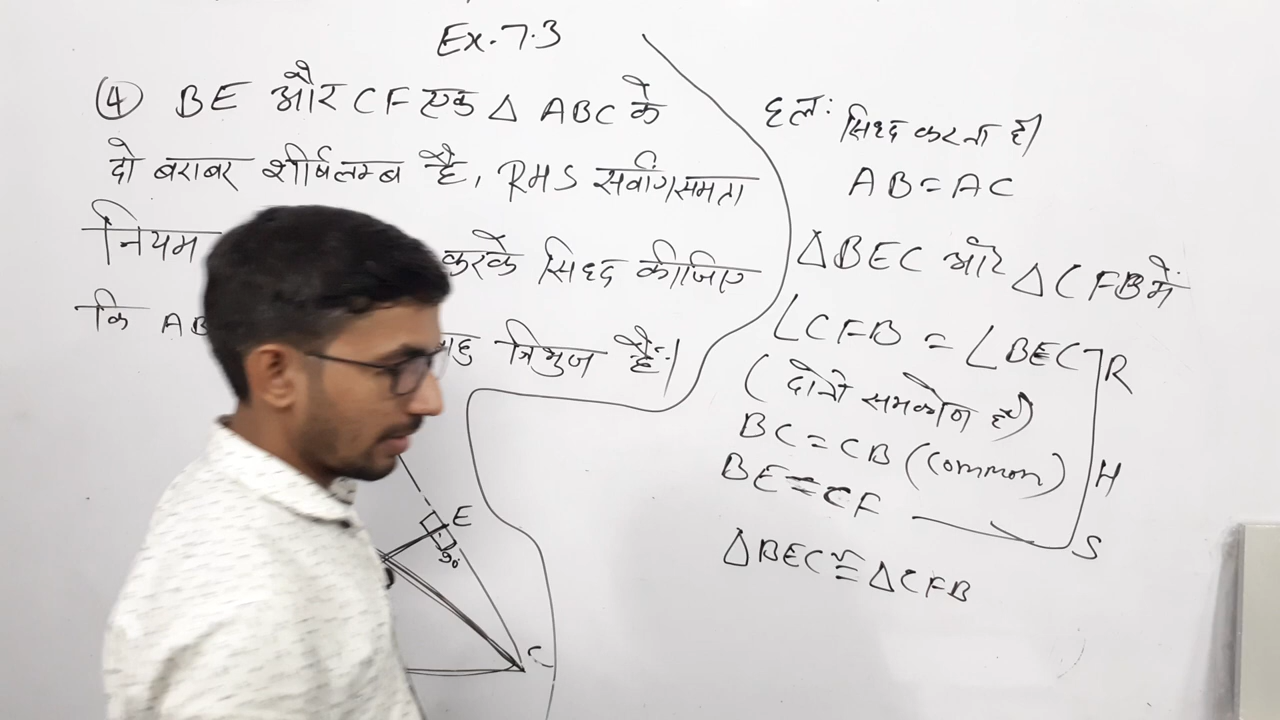 Ex. 7.3
④ BE और CF एक △ ABC के
दो बराबर शीर्षलम्ब है, RHS सर्वांगसमता
नियम करके सिध्द कीजिए
कि AB त्रिभुज है।
E
90°
C
हल: सिध्द करना है।
AB = AC
△BEC और △CFB में
∠CFB = ∠BEC R
(दोनो समकोण है)
BC = CB (common) H
BE = CF S
△BEC ≅ △CFB